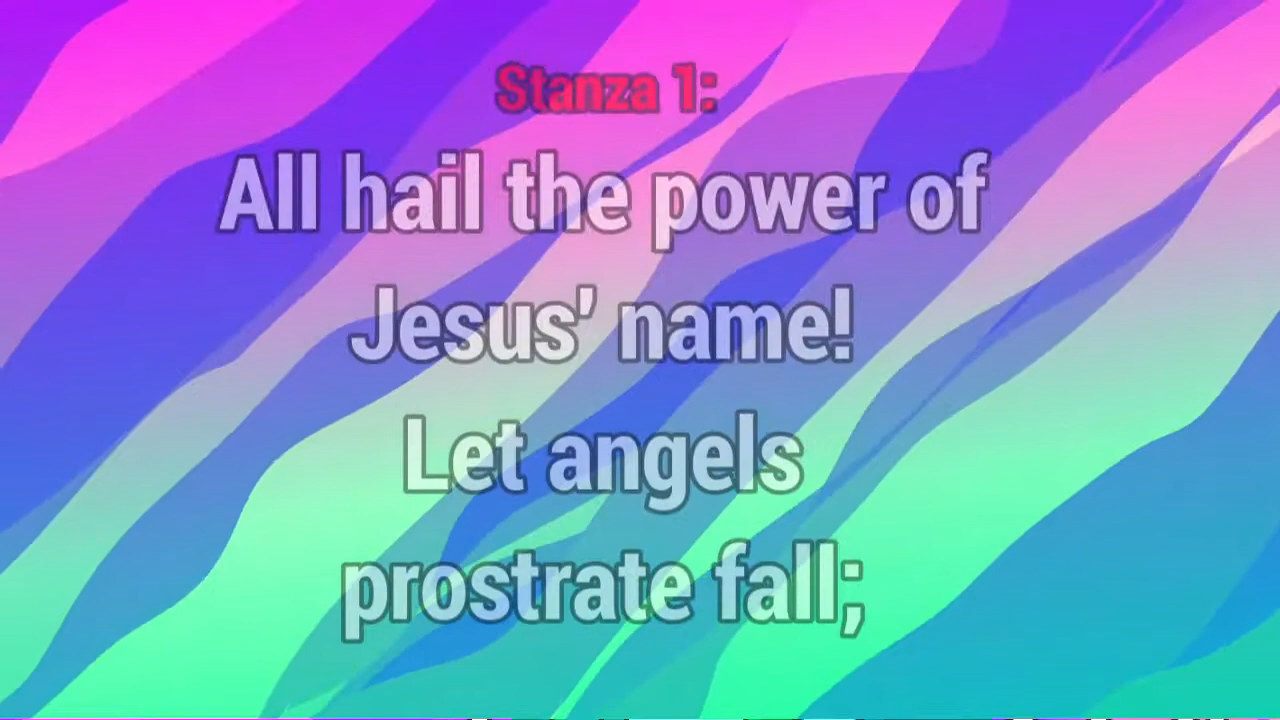 Stanza 1:
All hail the power of
Jesus' name!
Let angels
prostrate fall;